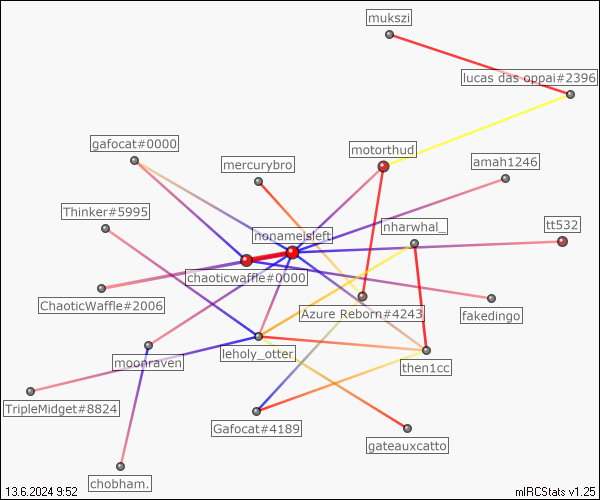 mukszi
lucas das oppai#2396
gafocat#0000
motorthud
mercurybro
amah1246
Thinker#5995
nharwhal_
tt532
nonameisleft
chaoticwaffle#0000
ChaoticWaffle#2006
Azure Reborn#4243
fakedingo
moonraven
leholy_otter
then1cc
TripleMidget#8824
Gafocat#4189
gateauxcatto
chobham.
13.6.2024 9:52
mIRCStats v1.25